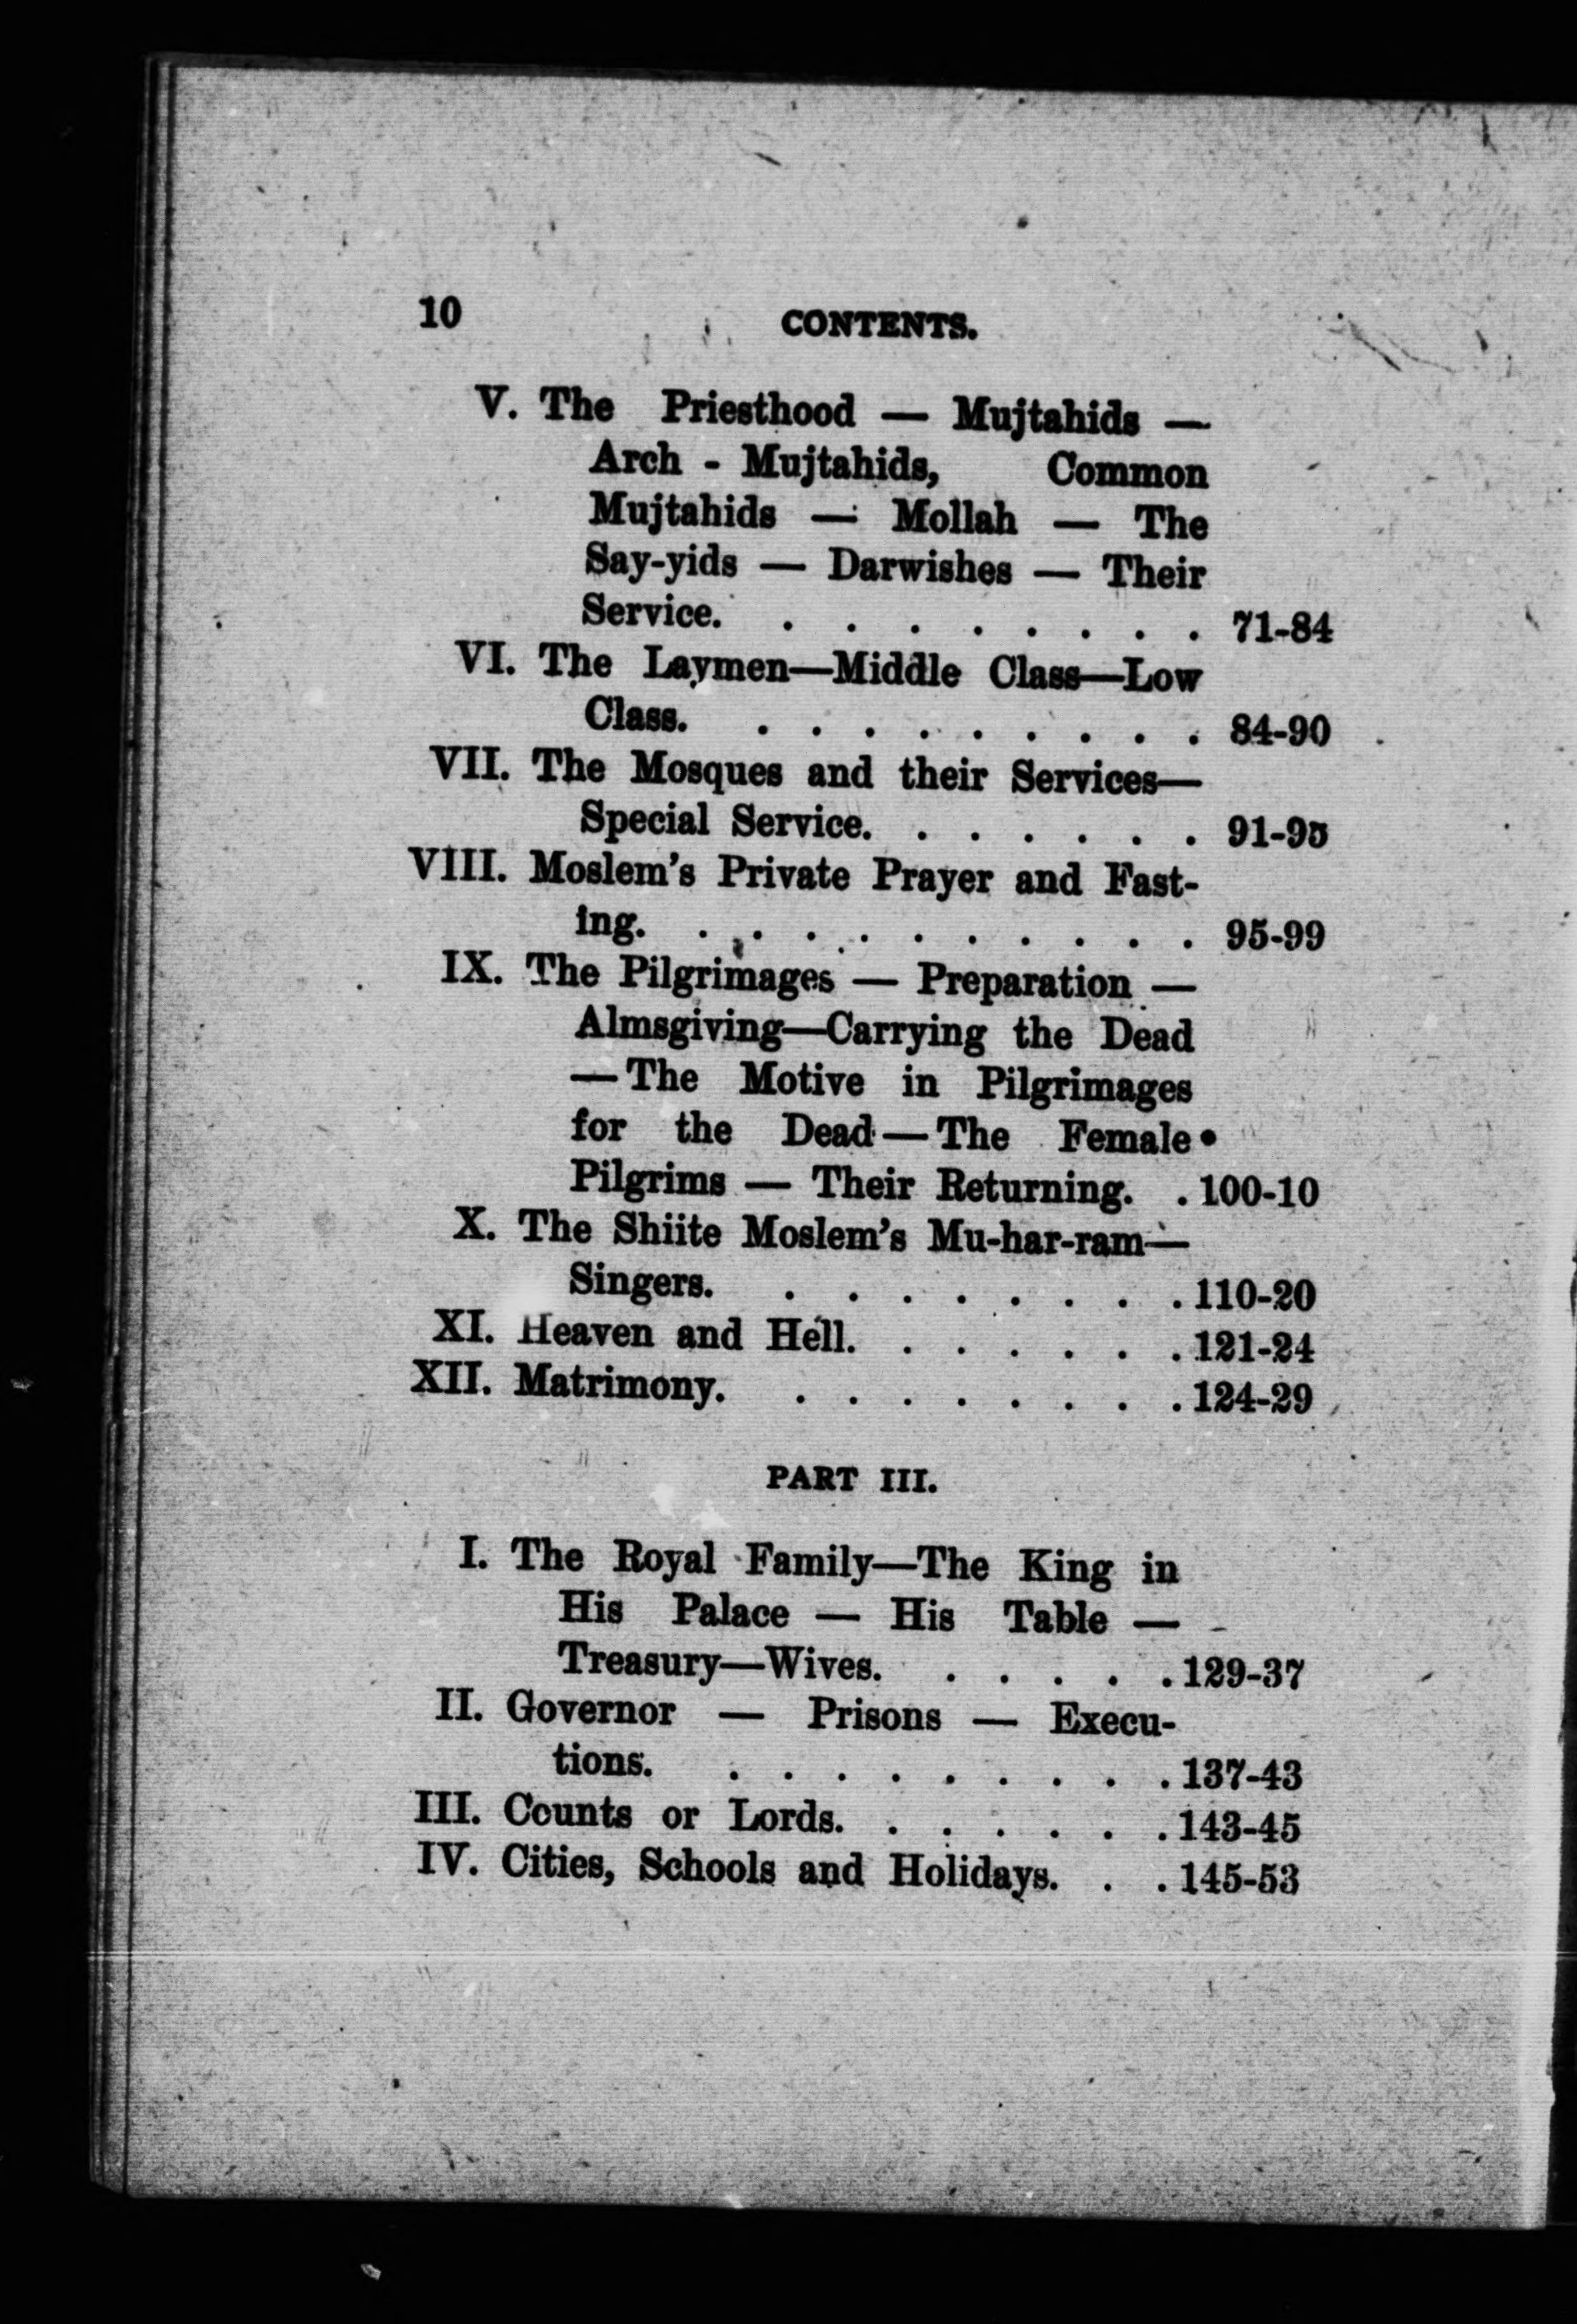 10 CONTENTS.
V. The Priesthood — Mujtahids —
Arch - Mujtahids, Common
Mujtahids — Mollah — The
Say-yids — Darwishes — Their
Service. . . . . . . . . 71-84
VI. The Laymen—Middle Class—Low
Class. . . . . . . . . . 84-90
VII. The Mosques and their Services—
Special Service. . . . . . . 91-95
VIII. Moslem's Private Prayer and Fast-
ing. . . . . . . . . . . 95-99
IX. The Pilgrimages — Preparation —
Almsgiving—Carrying the Dead
—The Motive in Pilgrimages
for the Dead—The Female
Pilgrims — Their Returning. . 100-10
X. The Shiite Moslem's Mu-har-ram—
Singers. . . . . . . . . 110-20
XI. Heaven and Hell. . . . . . . 121-24
XII. Matrimony. . . . . . . . . 124-29
PART III.
I. The Royal Family—The King in
His Palace — His Table —
Treasury—Wives. . . . . . 129-37
II. Governor — Prisons — Execu-
tions. . . . . . . . . . 137-43
III. Counts or Lords. . . . . . . 143-45
IV. Cities, Schools and Holidays. . . 145-53